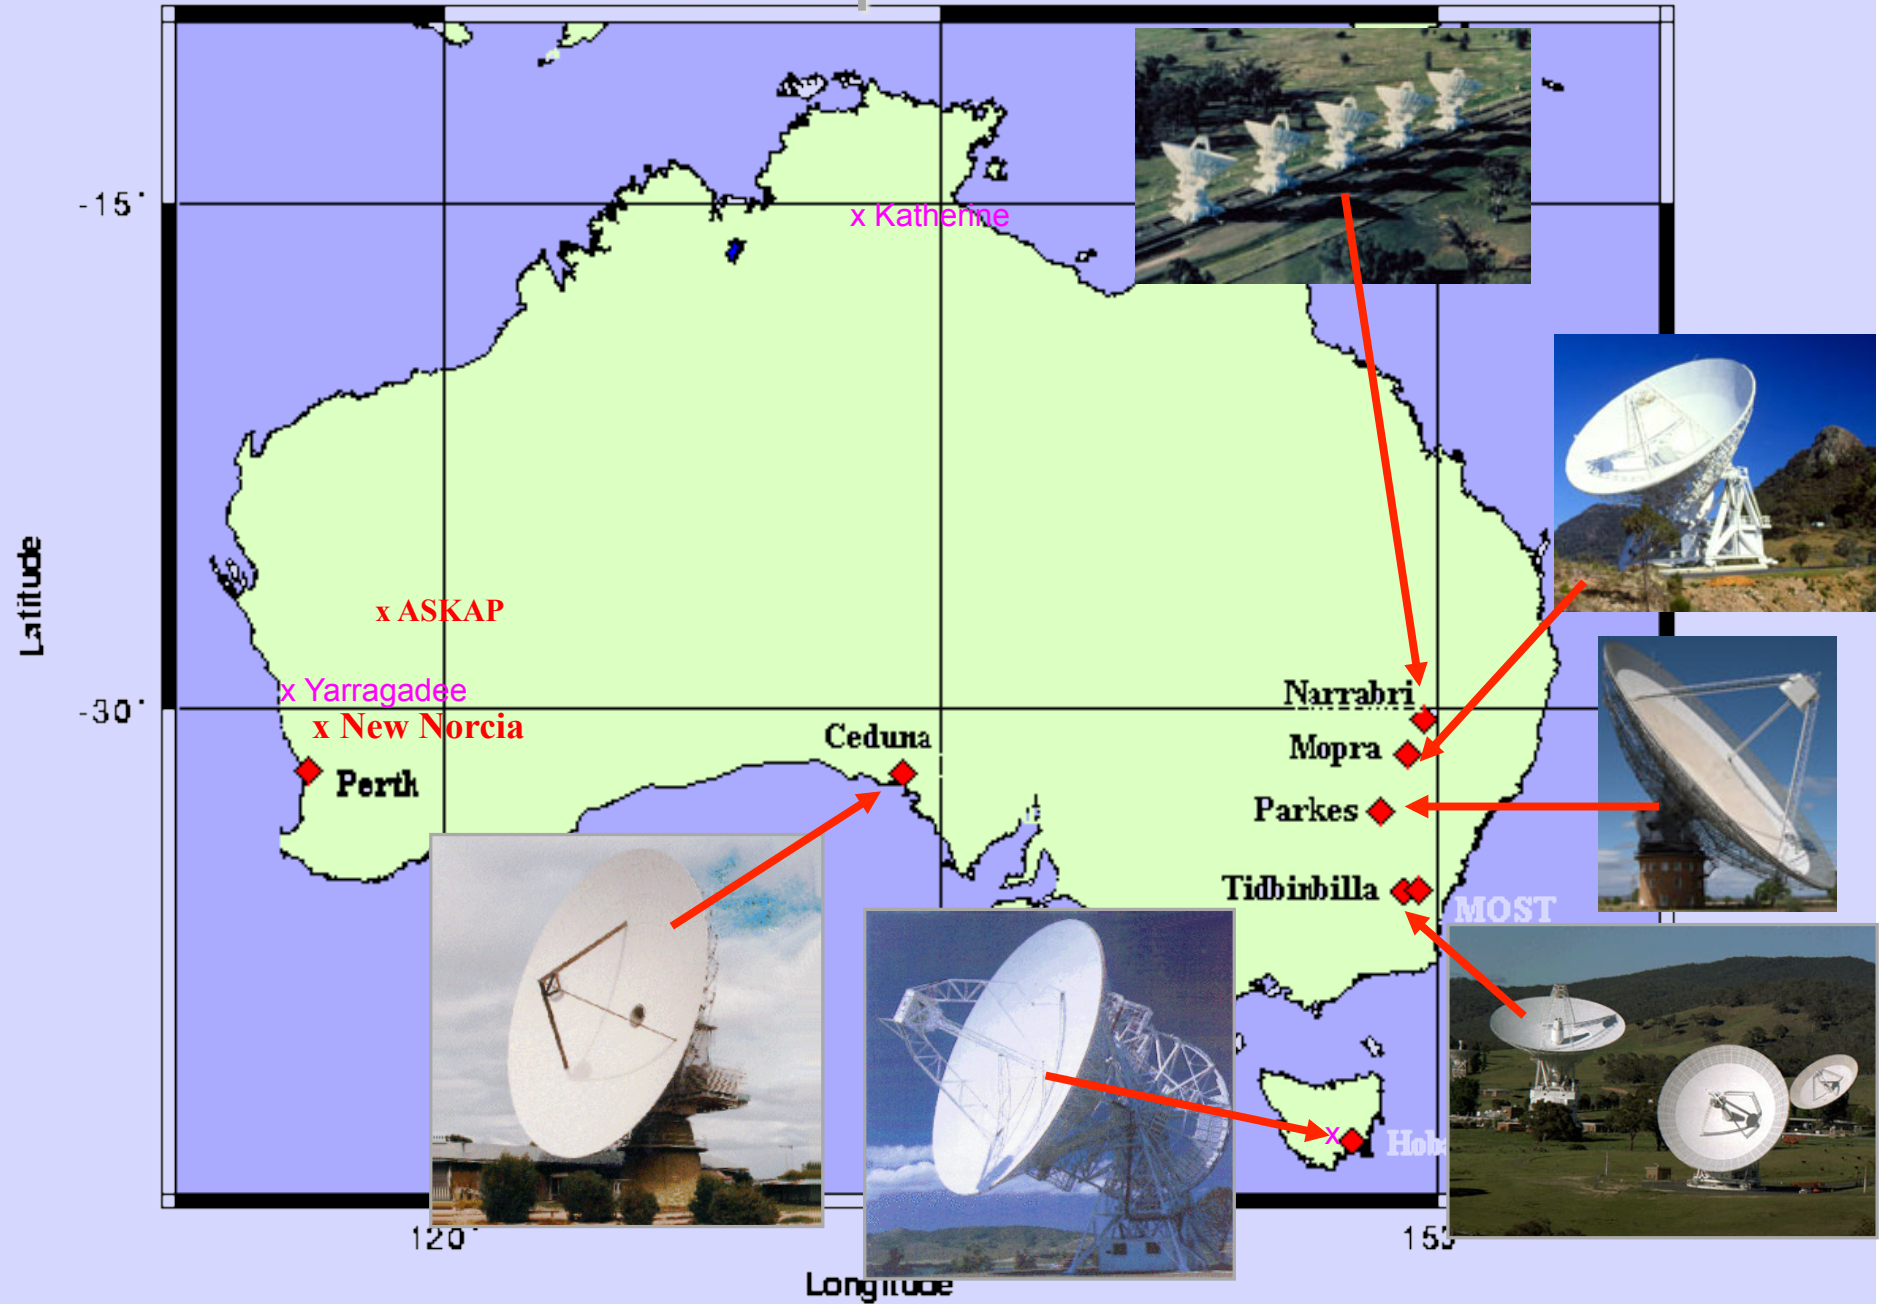 -15°
x Katherine
Latitude
x ASKAP
x Yarragadee
Narrabri
-30°
x New Norcia
Ceduna
Mopra
Perth
Parkes
Tidbinbilla
MOST
x
120°
Longitude